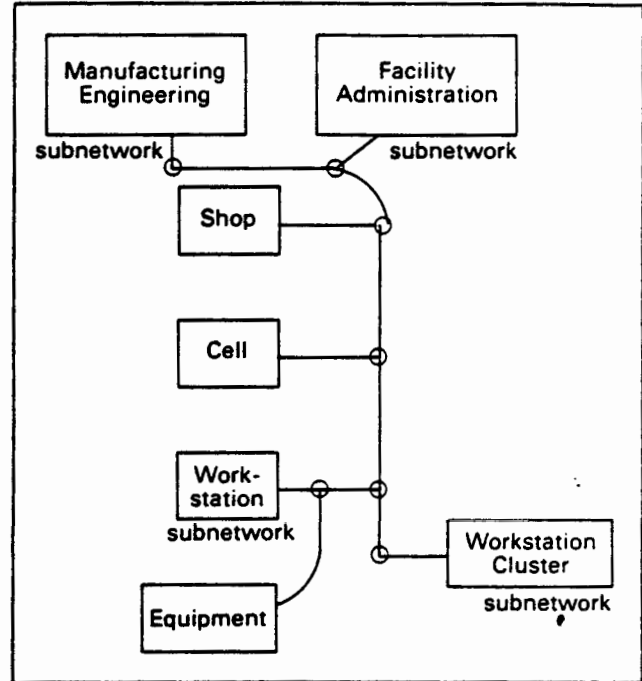 Manufacturing
Engineering
subnetwork
Facility
Administration
subnetwork
Shop
Cell
Work-
station
subnetwork
Workstation
Cluster
subnetwork
Equipment